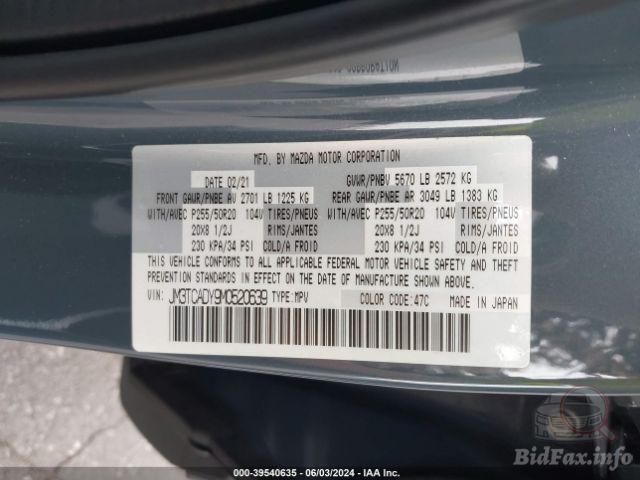 CORPORATION
MFD. BY MAZDA MOTOR CORPORATION
DATE 02/21 GVWR/PNBV 5670 LB 2572 KG
FRONT GAWR/PNBE AV 2701 LB 1225 KG REAR GAWR/PNBE AR 3049 LB 1383 KG
WITH/AVEC P255/50R20 104V TIRES/PNEUS WITH/AVEC P255/50R20 104V TIRES/PNEUS
20X8 1/2J RIMS/JANTES 20X8 1/2J RIMS/JANTES
230 KPA/34 PSI COLD/A FROID 230 KPA/34 PSI COLD/A FROID
THIS VEHICLE CONFORMS TO ALL APPLICABLE FEDERAL MOTOR VEHICLE SAFETY AND THEFT
PREVENTION STANDARDS IN EFFECT ON THE DATE OF MANUFACTURE SHOWN ABOVE.
VIN: JM3TCADY9M0520639 TYPE:MPV COLOR CODE:47C MADE IN JAPAN
000-39540635 - 06/03/2024 - IAA Inc.
BidFax.info